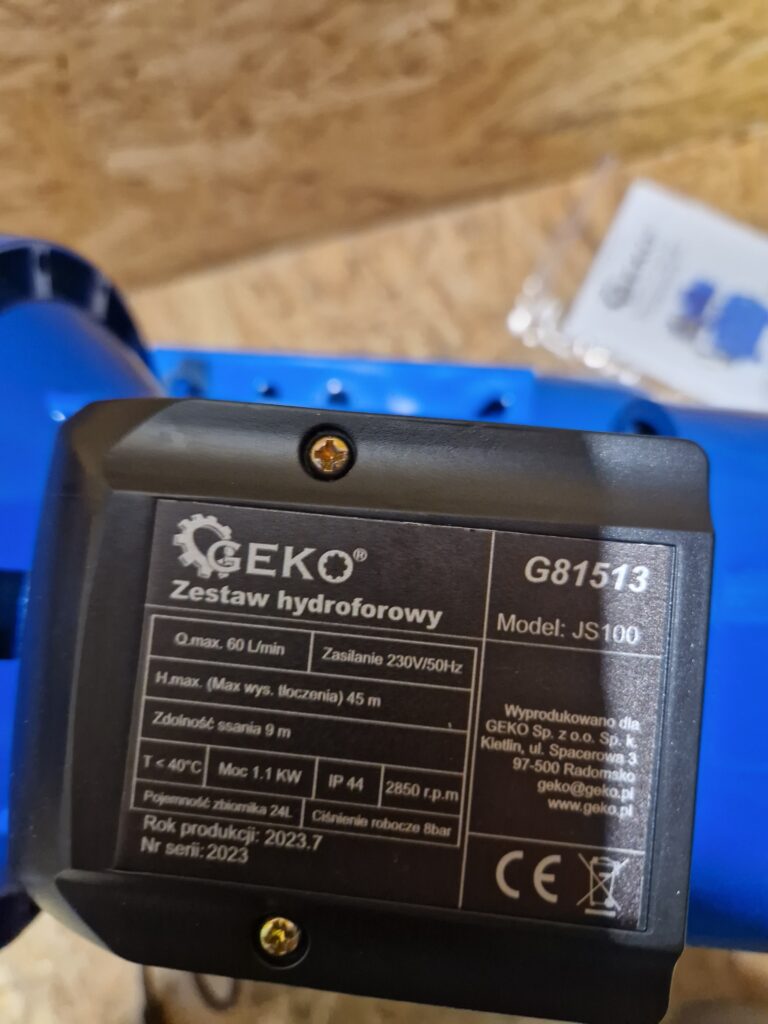 GEKO
GEKO®
Zestaw hydroforowy
G81513
Model: JS100
Q.max. 60 L/min
Zasilanie 230V/50Hz
H.max. (Max wys. tłoczenia) 45 m
Zdolność ssania 9 m
T < 40°C
Moc 1.1 KW
IP 44
2850 r.p.m
Pojemność zbiornika 24L
Ciśnienie robocze 8bar
Rok produkcji: 2023.7
Nr serii: 2023
Wyprodukowano dla
GEKO Sp. z o.o. Sp. k.
Kietlin, ul. Spacerowa 3
97-500 Radomsko
geko@geko.pl
www.geko.pl
CE